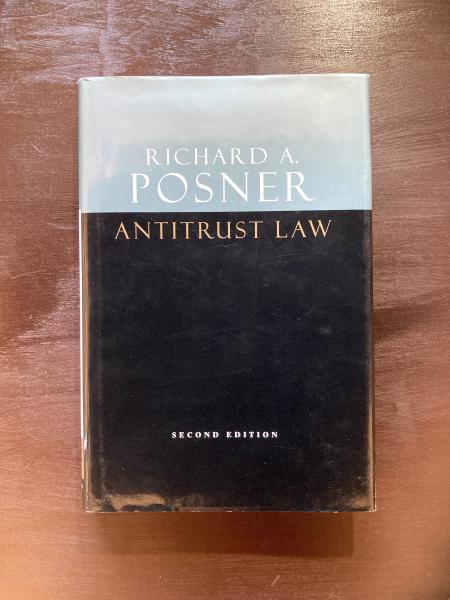 RICHARD A.
POSNER
ANTITRUST LAW
SECOND EDITION